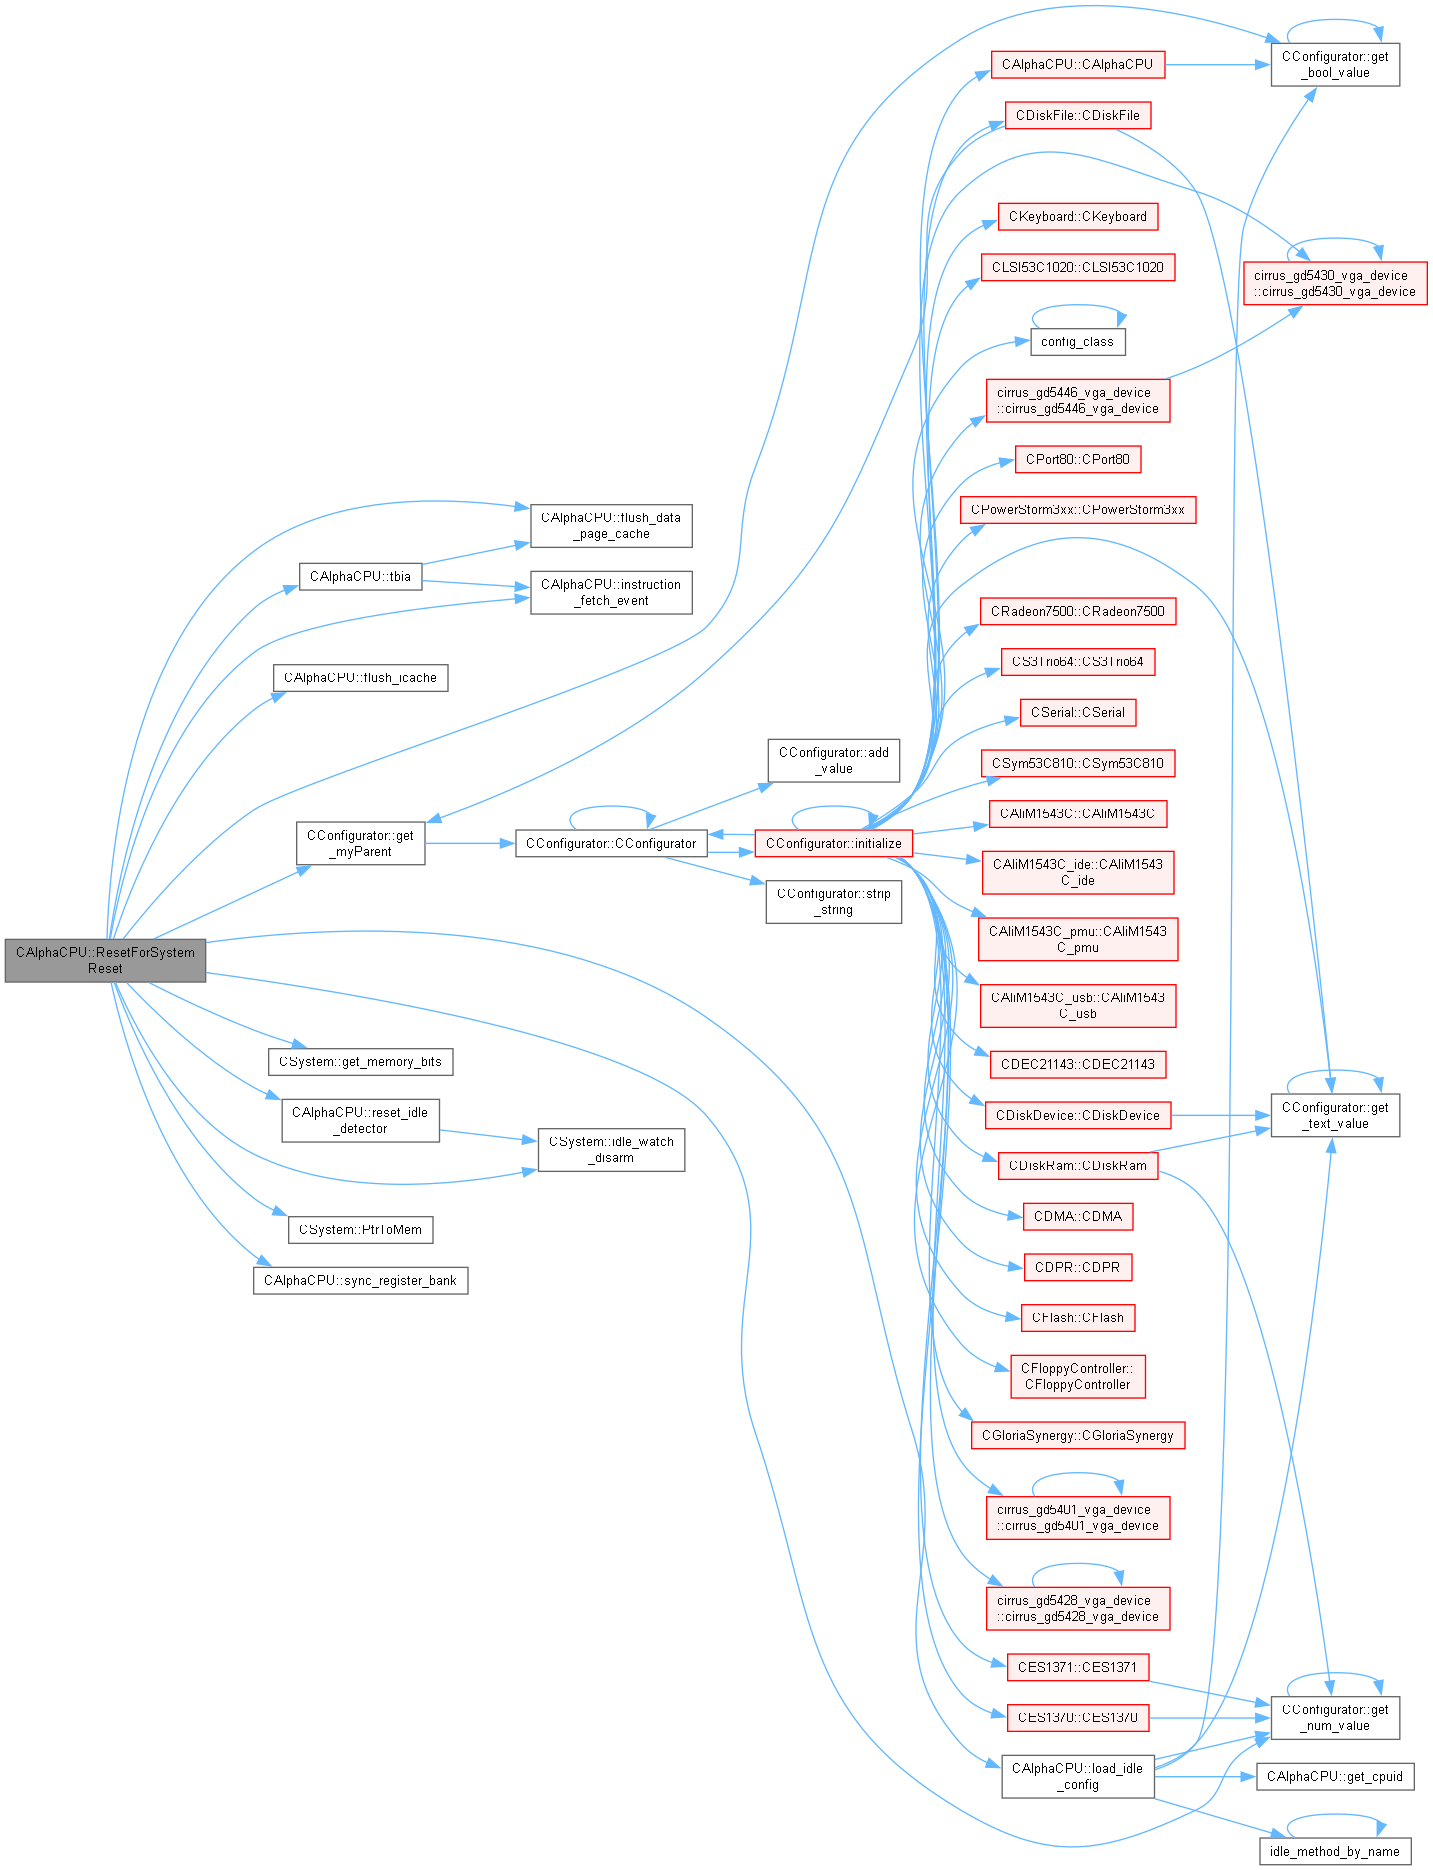 CConfigurator::get
_bool_value
CAlphaCPU::CAlphaCPU
CDiskFile::CDiskFile
CKeyboard::CKeyboard
CLSI53C1020::CLSI53C1020
cirrus_gd5430_vga_device
::cirrus_gd5430_vga_device
config_class
cirrus_gd5446_vga_device
::cirrus_gd5446_vga_device
CPort80::CPort80
CPowerStorm3xx::CPowerStorm3xx
CAlphaCPU::flush_data
_page_cache
CAlphaCPU::tbia
CAlphaCPU::instruction
_fetch_event
CRadeon7500::CRadeon7500
CS3Trio64::CS3Trio64
CAlphaCPU::flush_icache
CSerial::CSerial
CConfigurator::add
_value
CSym53C810::CSym53C810
CAliM1543C::CAliM1543C
CConfigurator::get
_myParent
CConfigurator::CConfigurator
CConfigurator::initialize
CAliM1543C_ide::CAliM1543
C_ide
CConfigurator::strip
_string
CAliM1543C_pmu::CAliM1543
C_pmu
CAlphaCPU::ResetForSystem
Reset
CAliM1543C_usb::CAliM1543
C_usb
CSystem::get_memory_bits
CDEC21143::CDEC21143
CAlphaCPU::reset_idle
_detector
CDiskDevice::CDiskDevice
CConfigurator::get
_text_value
CSystem::idle_watch
_disarm
CDiskRam::CDiskRam
CSystem::PtrToMem
CDMA::CDMA
CAlphaCPU::sync_register_bank
CDPR::CDPR
CFlash::CFlash
CFloppyController::
CFloppyController
CGloriaSynergy::CGloriaSynergy
cirrus_gd5401_vga_device
::cirrus_gd5401_vga_device
cirrus_gd5428_vga_device
::cirrus_gd5428_vga_device
CES1371::CES1371
CES1370::CES1370
CConfigurator::get
_num_value
CAlphaCPU::load_idle
_config
CAlphaCPU::get_cpuid
idle_method_by_name